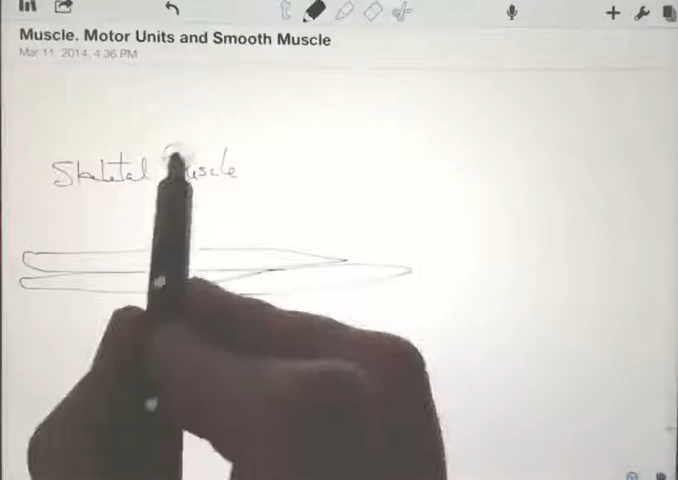 Muscle. Motor Units and Smooth Muscle
Mar 11, 2014, 4:36 PM
Skeletal